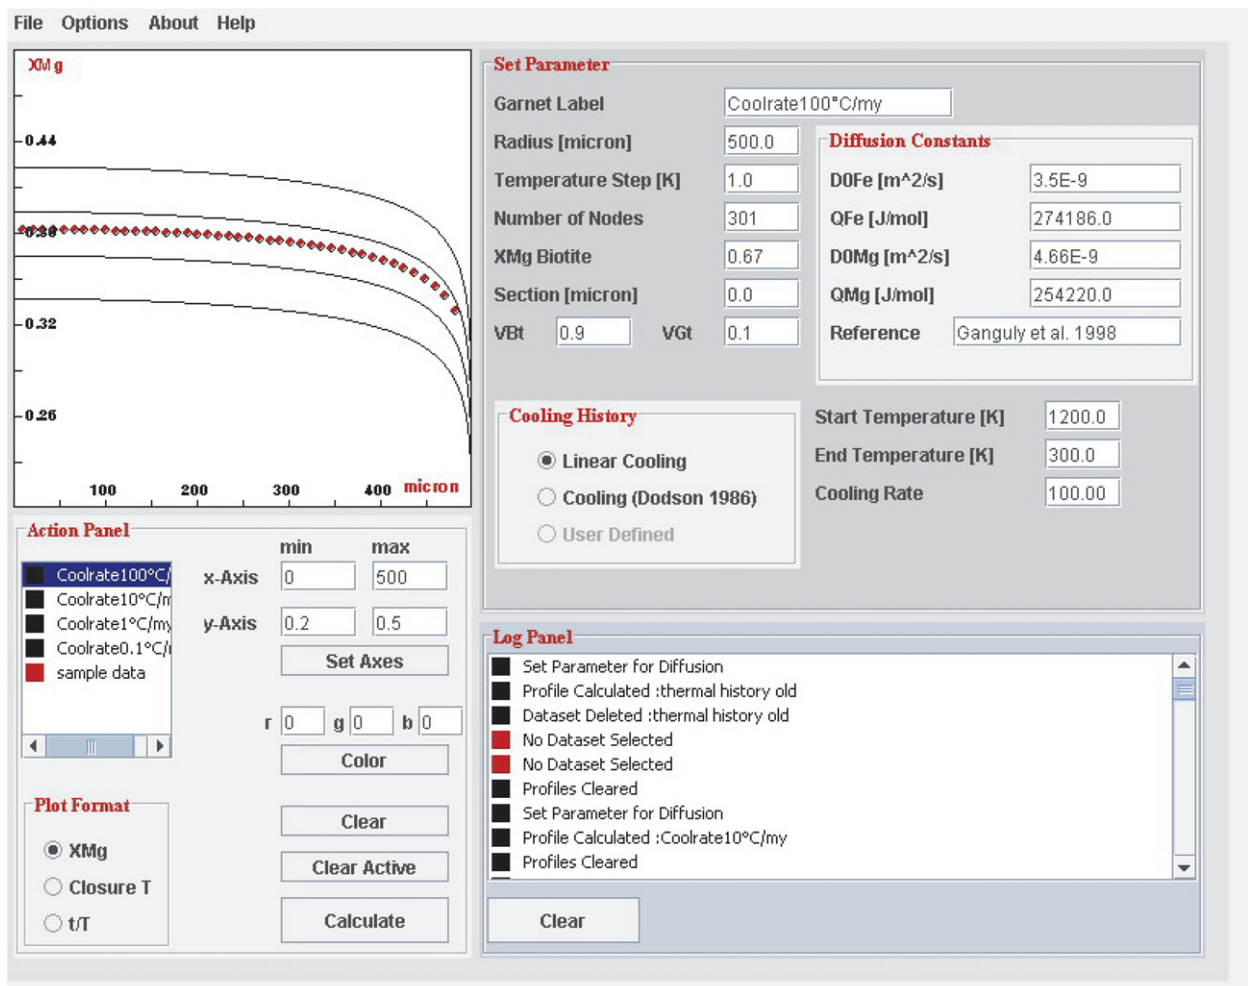 File Options About Help
XMg
0.44
0.38
0.32
0.26
100 200 300 400 micron
Set Parameter
Garnet Label Coolrate100°C/my
Radius [micron] 500.0
Temperature Step [K] 1.0
Number of Nodes 301
XMg Biotite 0.67
Section [micron] 0.0
VBt 0.9 VGt 0.1
Diffusion Constants
D0Fe [m^2/s] 3.5E-9
QFe [J/mol] 274186.0
D0Mg [m^2/s] 4.66E-9
QMg [J/mol] 254220.0
Reference Ganguly et al. 1998
Cooling History
Linear Cooling
Cooling (Dodson 1986)
User Defined
Start Temperature [K] 1200.0
End Temperature [K] 300.0
Cooling Rate 100.00
Action Panel
Coolrate100°C/
Coolrate10°C/m
Coolrate1°C/my
Coolrate0.1°C/
sample data
min max
x-Axis 0 500
y-Axis 0.2 0.5
Set Axes
r 0 g 0 b 0
Color
Plot Format
XMg
Closure T
t/T
Clear
Clear Active
Calculate
Log Panel
Set Parameter for Diffusion
Profile Calculated :thermal history old
Dataset Deleted :thermal history old
No Dataset Selected
No Dataset Selected
Profiles Cleared
Set Parameter for Diffusion
Profile Calculated :Coolrate10°C/my
Profiles Cleared
Clear